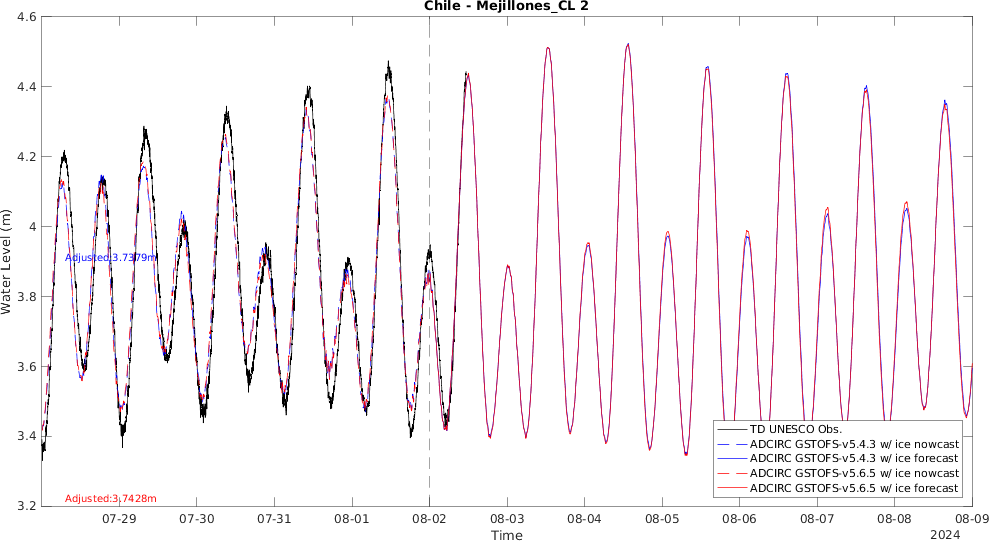 Chile - Mejillones_CL 2
4.6
4.4
4.2
4
3.8
3.6
3.4
3.2
Water Level (m)
Adjusted:3.7379m
Adjusted:3.7428m
TD UNESCO Obs.
ADCIRC GSTOFS-v5.4.3 w/ ice nowcast
ADCIRC GSTOFS-v5.4.3 w/ ice forecast
ADCIRC GSTOFS-v5.6.5 w/ ice nowcast
ADCIRC GSTOFS-v5.6.5 w/ ice forecast
07-29 07-30 07-31 08-01 08-02 08-03 08-04 08-05 08-06 08-07 08-08 08-09
Time
2024